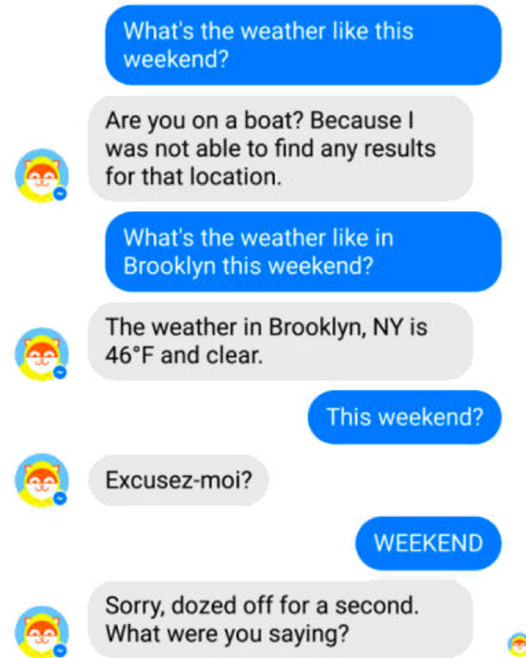 What's the weather like this
weekend?
Are you on a boat? Because I
was not able to find any results
for that location.
What's the weather like in
Brooklyn this weekend?
The weather in Brooklyn, NY is
46°F and clear.
This weekend?
Excusez-moi?
WEEKEND
Sorry, dozed off for a second.
What were you saying?